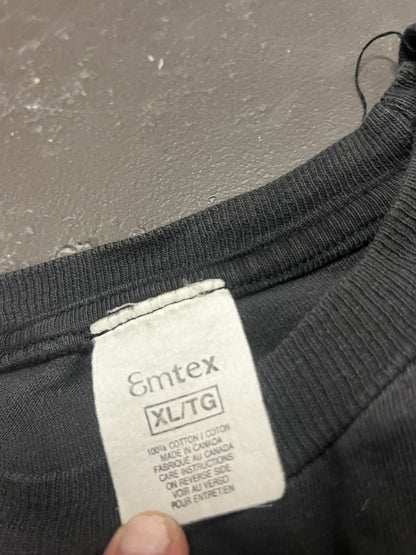 Emtex
XL/TG
100% COTTON / COTON
MADE IN CANADA
FABRIQUÉ AU CANADA
CARE INSTRUCTIONS
ON REVERSE SIDE
VOIR AU VERSO
POUR ENTRETIEN